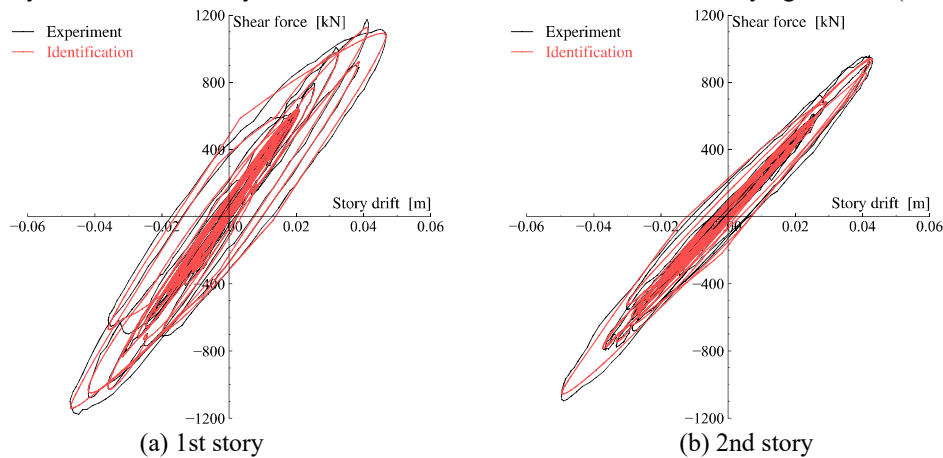 1200
Shear force [kN]
Experiment
Identification
800
400
Story drift [m]
−0.06
−0.04
−0.02
0.00
0.02
0.04
0.06
−400
−800
−1200
(a) 1st story
1200
Shear force [kN]
Experiment
Identification
800
400
Story drift [m]
−0.06
−0.04
−0.02
0.02
0.04
0.06
−400
−800
−1200
(b) 2nd story